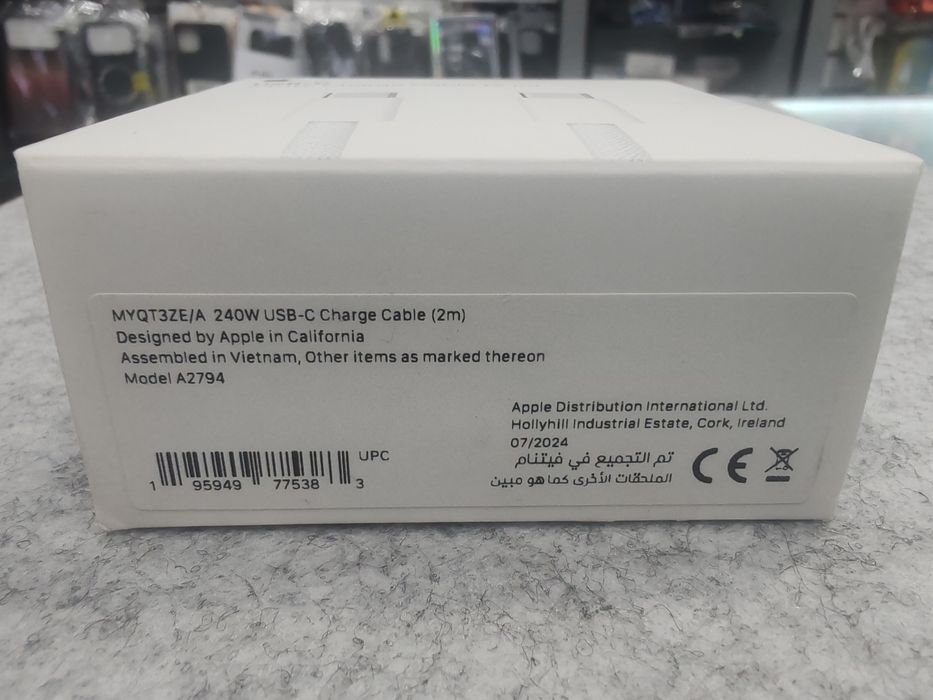 MYQT3ZE/A 240W USB-C Charge Cable (2m)
Designed by Apple in California
Assembled in Vietnam, Other items as marked thereon
Model A2794
Apple Distribution International Ltd.
Hollyhill Industrial Estate, Cork, Ireland
07/2024
تم التجميع في فيتنام
الملحقات الأخرى كما هو مبين
UPC
1 95949 77538 3
CE